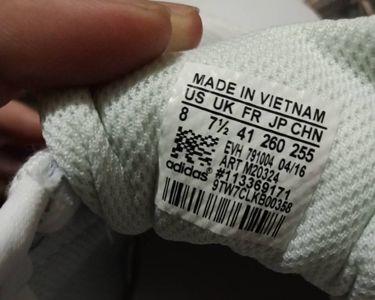 MADE IN VIETNAM
US UK FR JP CHN
8 7½ 41 260 255
EVH 791004 04/16
ART M20324
#113369171
9TW7CLKB00358
adidas